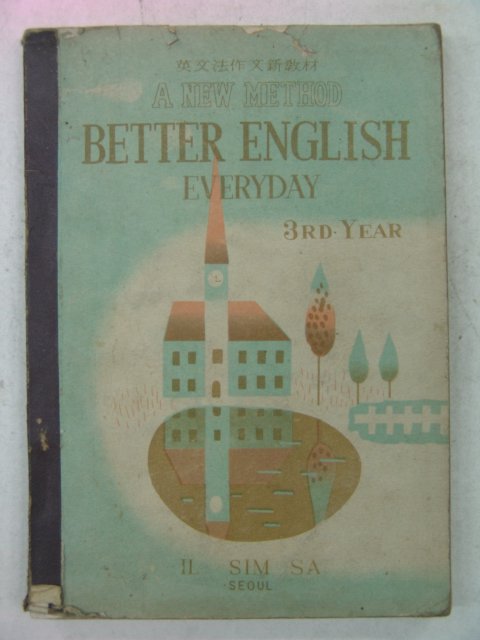 英文法作文新敎材
A NEW METHOD
BETTER ENGLISH
EVERYDAY
3RD·YEAR
IL SIM SA
SEOUL